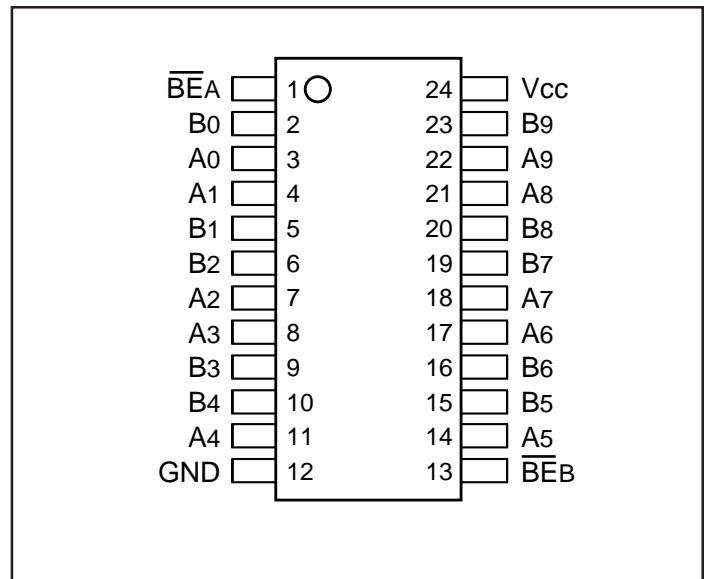 B̅E̅A 1 24 Vcc
B0 2 23 B9
A0 3 22 A9
A1 4 21 A8
B1 5 20 B8
B2 6 19 B7
A2 7 18 A7
A3 8 17 A6
B3 9 16 B6
B4 10 15 B5
A4 11 14 A5
GND 12 13 B̅E̅B